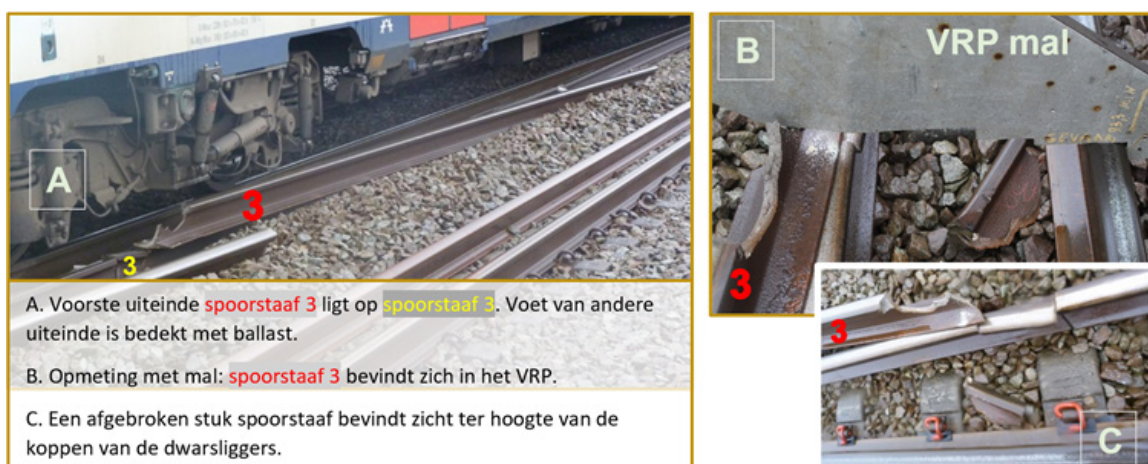 A
3
3
A. Voorste uiteinde spoorstaaf 3 ligt op spoorstaaf 3. Voet van andere
uiteinde is bedekt met ballast.
B. Opmeting met mal: spoorstaaf 3 bevindt zich in het VRP.
C. Een afgebroken stuk spoorstaaf bevindt zicht ter hoogte van de
koppen van de dwarsliggers.
B
VRP mal
3
3
C